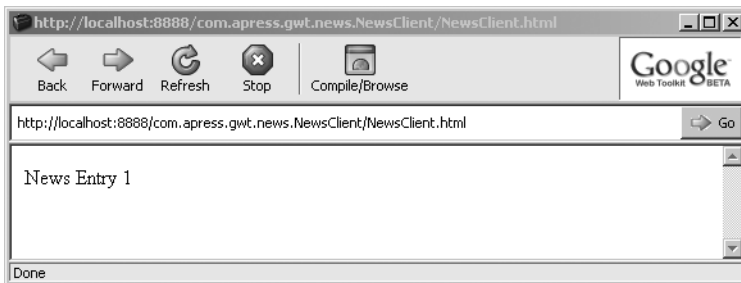 http://localhost:8888/com.apress.gwt.news.NewsClient/NewsClient.html
Back Forward Refresh Stop Compile/Browse
Google
Web Toolkit BETA
http://localhost:8888/com.apress.gwt.news.NewsClient/NewsClient.html Go
News Entry 1
Done